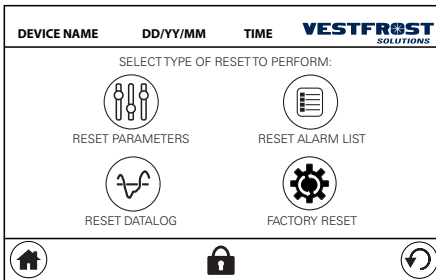 DEVICE NAME DD/YY/MM TIME VESTFROST
SOLUTIONS
SELECT TYPE OF RESET TO PERFORM:
RESET PARAMETERS RESET ALARM LIST
RESET DATALOG FACTORY RESET